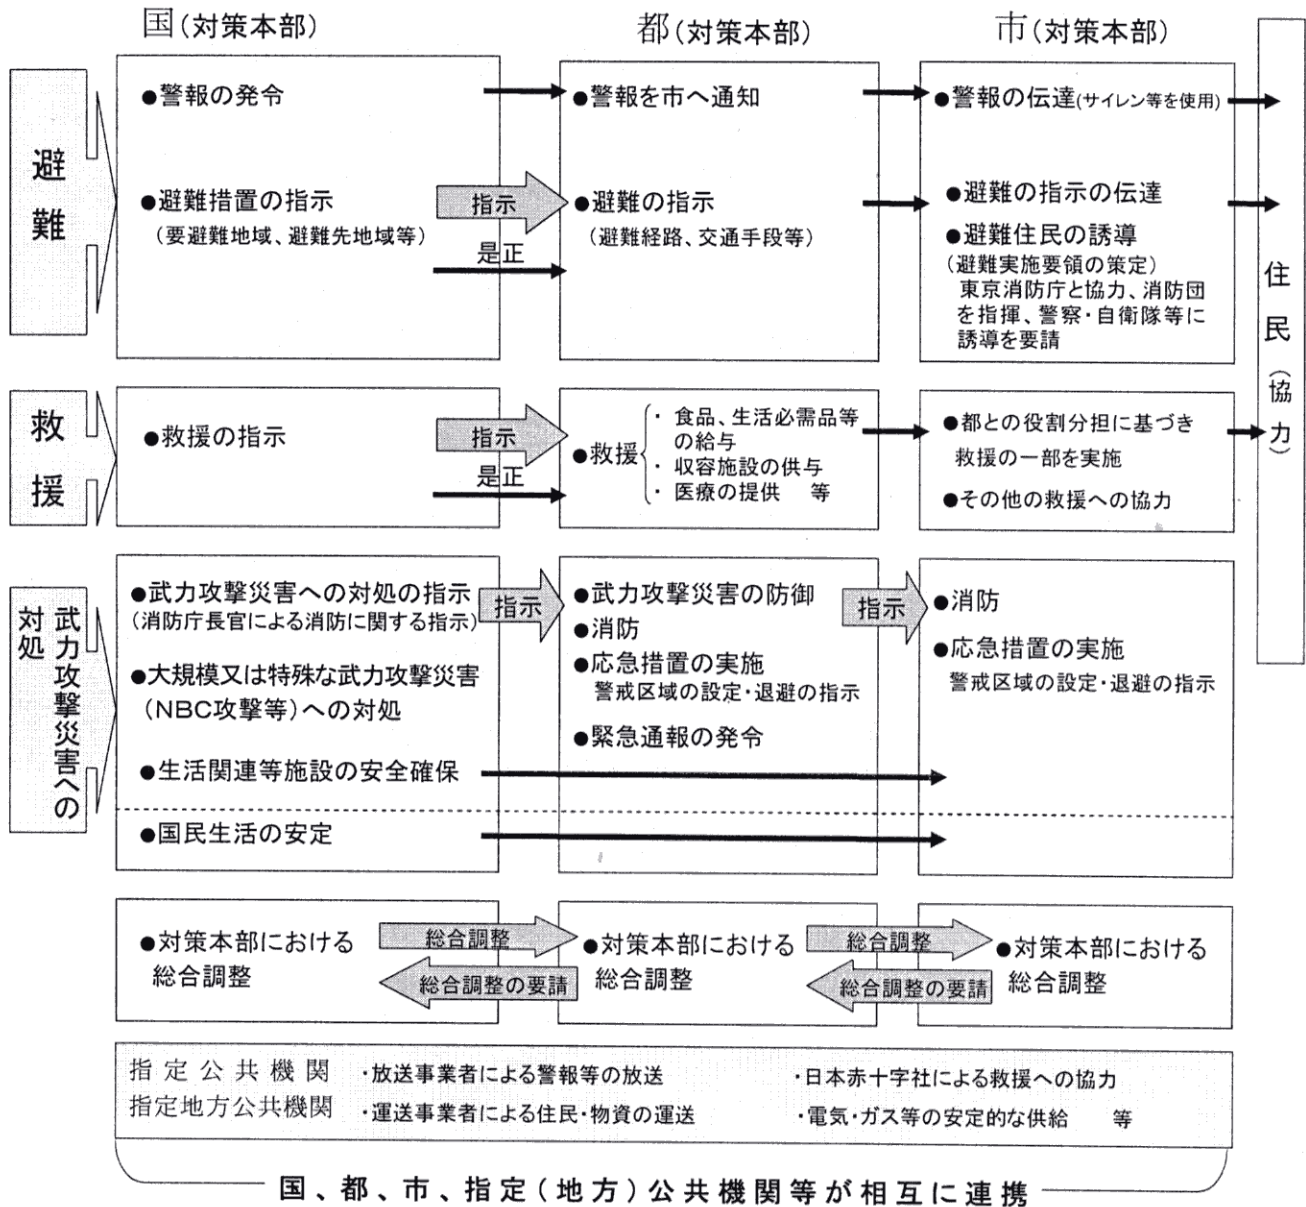 国(対策本部)
都(対策本部)
市(対策本部)
避難
●警報の発令
●警報を市へ通知
●警報の伝達(サイレン等を使用)
●避難措置の指示
(要避難地域、避難先地域等)
指示
是正
●避難の指示
(避難経路、交通手段等)
●避難の指示の伝達
●避難住民の誘導
(避難実施要領の策定)
東京消防庁と協力、消防団
を指揮、警察・自衛隊等に
誘導を要請
住民(協力)
救援
●救援の指示
指示
是正
●救援
・ 食品、生活必需品等
の給与
・ 収容施設の供与
・ 医療の提供 等
●都との役割分担に基づき
救援の一部を実施
●その他の救援への協力
武力攻撃災害への
対処
●武力攻撃災害への対処の指示
(消防庁長官による消防に関する指示)
●大規模又は特殊な武力攻撃災害
(NBC攻撃等)への対処
●生活関連等施設の安全確保
●国民生活の安定
指示
●武力攻撃災害の防御
●消防
●応急措置の実施
警戒区域の設定・退避の指示
●緊急通報の発令
指示
●消防
●応急措置の実施
警戒区域の設定・退避の指示
●対策本部における
総合調整
総合調整
総合調整の要請
●対策本部における
総合調整
総合調整
総合調整の要請
●対策本部における
総合調整
指定公共機関
指定地方公共機関
・放送事業者による警報等の放送
・日本赤十字社による救援への協力
・運送事業者による住民・物資の運送
・電気・ガス等の安定的な供給 等
国、都、市、指定(地方)公共機関等が相互に連携